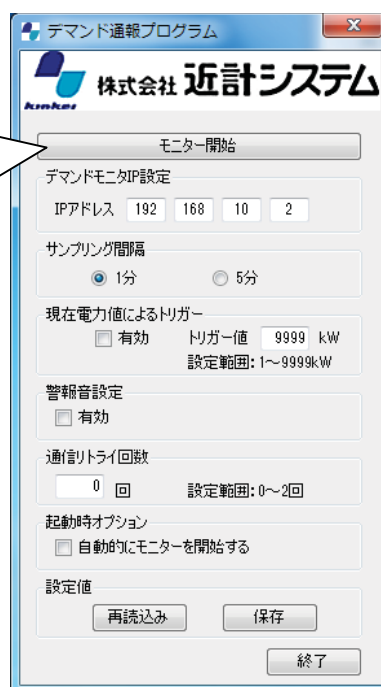 デマンド通報プログラム
kinkei 株式会社 近計システム
モニター開始
デマンドモニタIP設定
IPアドレス 192 168 10 2
サンプリング間隔
1分 5分
現在電力値によるトリガー
有効 トリガー値 9999 kW
設定範囲：1～9999kW
警報音設定
有効
通信リトライ回数
0 回 設定範囲：0～2回
起動時オプション
自動的にモニターを開始する
設定値
再読込み 保存
終了